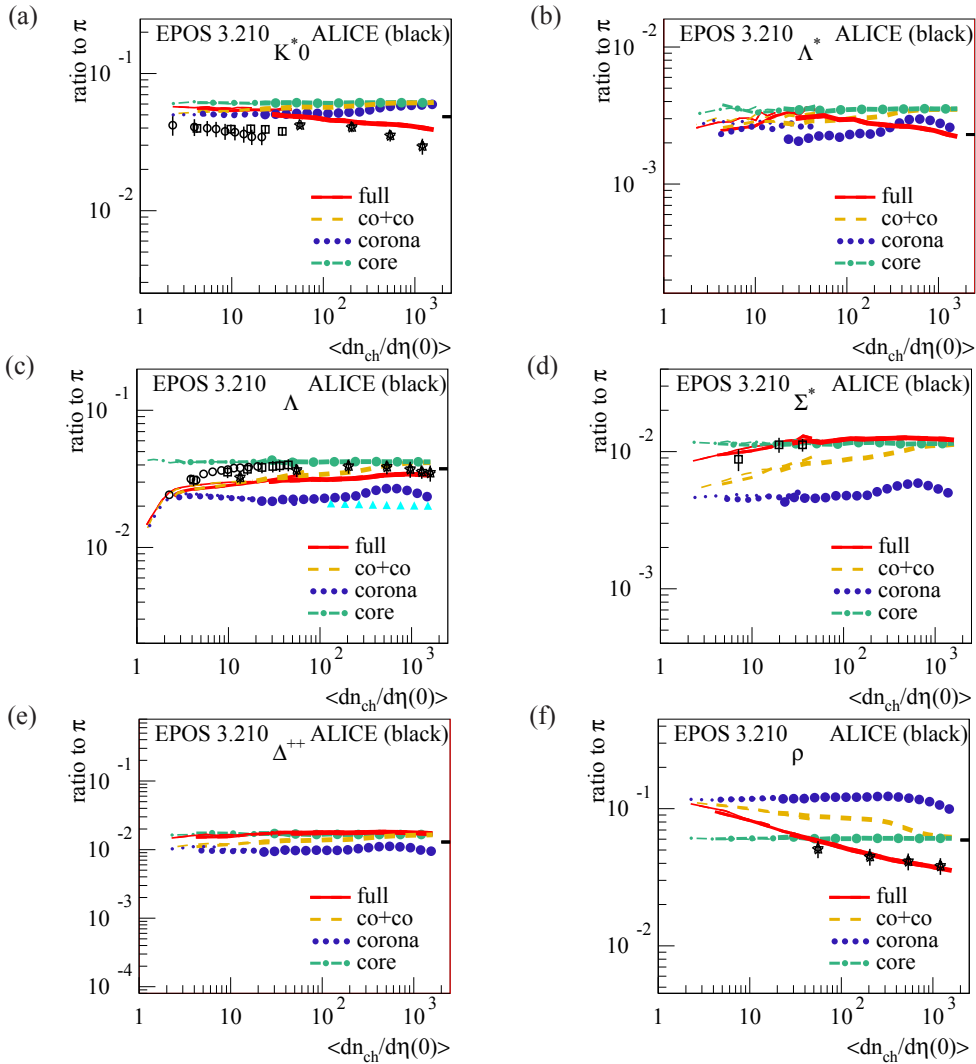 (a)
EPOS 3.210 ALICE (black)
K*0
ratio to π
10^-1
10^-2
full
co+co
corona
core
1 10 10^2 10^3
<dn_ch/dη(0)>
(b)
EPOS 3.210 ALICE (black)
Λ*
ratio to π
10^-2
10^-3
full
co+co
corona
core
1 10 10^2 10^3
<dn_ch/dη(0)>
(c)
EPOS 3.210 ALICE (black)
Λ
ratio to π
10^-1
10^-2
full
co+co
corona
core
1 10 10^2 10^3
<dn_ch/dη(0)>
(d)
EPOS 3.210 ALICE (black)
Σ*
ratio to π
10^-2
10^-3
full
co+co
corona
core
1 10 10^2 10^3
<dn_ch/dη(0)>
(e)
EPOS 3.210 ALICE (black)
Δ^++
ratio to π
10^-1
10^-2
10^-3
10^-4
full
co+co
corona
core
1 10 10^2 10^3
<dn_ch/dη(0)>
(f)
EPOS 3.210 ALICE (black)
ρ
ratio to π
10^-1
10^-2
full
co+co
corona
core
1 10 10^2 10^3
<dn_ch/dη(0)>